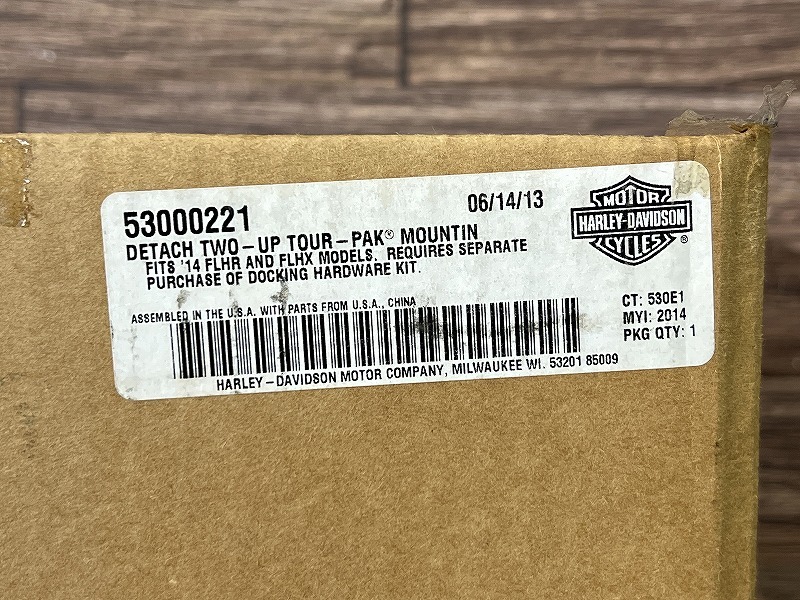 53000221
06/14/13
DETACH TWO-UP TOUR-PAK® MOUNTIN
FITS '14 FLHR AND FLHX MODELS. REQUIRES SEPARATE
PURCHASE OF DOCKING HARDWARE KIT.
MOTOR
HARLEY-DAVIDSON
CYCLES®
ASSEMBLED IN THE U.S.A. WITH PARTS FROM U.S.A., CHINA
CT: 530E1
MYI: 2014
PKG QTY: 1
HARLEY-DAVIDSON MOTOR COMPANY, MILWAUKEE WI. 53201 85009